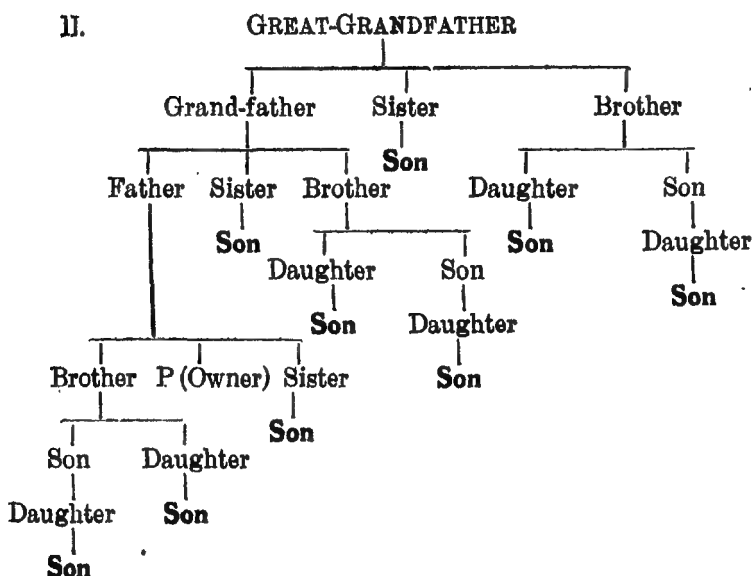 II. GREAT-GRANDFATHER
Grand-father Sister Brother
Son
Father Sister Brother Daughter Son
Son Son Daughter
Daughter Son Son
Son Daughter
Son
Brother P (Owner) Sister
Son
Son Daughter
Daughter Son
Son